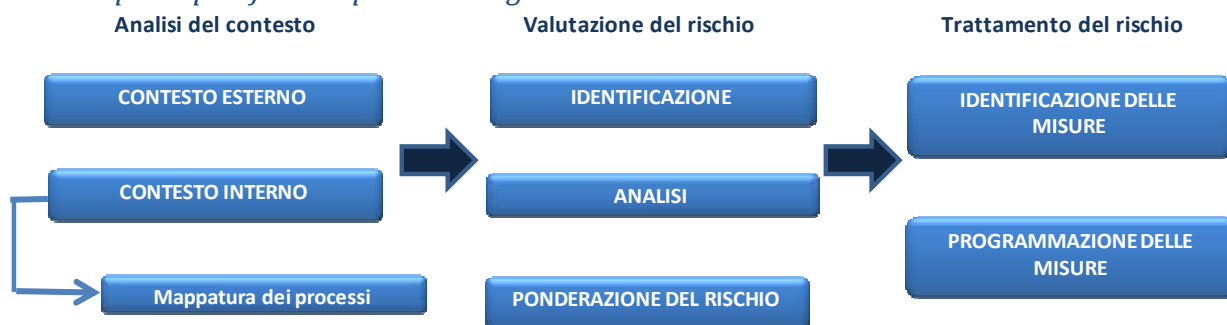 Analisi del contesto
CONTESTO ESTERNO
CONTESTO INTERNO
Mappatura dei processi
Valutazione del rischio
IDENTIFICAZIONE
ANALISI
PONDERAZIONE DEL RISCHIO
Trattamento del rischio
IDENTIFICAZIONE DELLE
MISURE
PROGRAMMAZIONE DELLE
MISURE